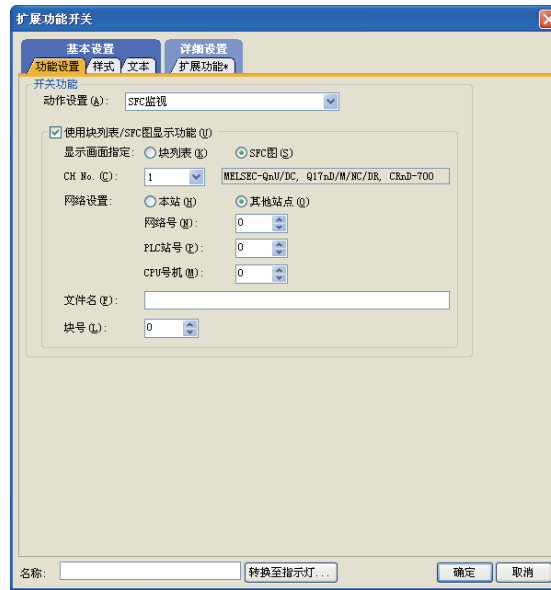 扩展功能开关
基本设置 详细设置
功能设置 样式 文本 扩展功能*
开关功能
动作设置(A): SFC监视
使用块列表/SFC图显示功能(U)
显示画面指定: 块列表(K) SFC图(S)
CH No.(C): 1 MELSEC-QnU/DC, Q17nD/M/NC/DR, CRnD-700
网络设置: 本站(H) 其他站点(O)
网络号(N): 0
PLC站号(P): 0
CPU号机(M): 0
文件名(F):
块号(L): 0
名称: 转换至指示灯... 确定 取消